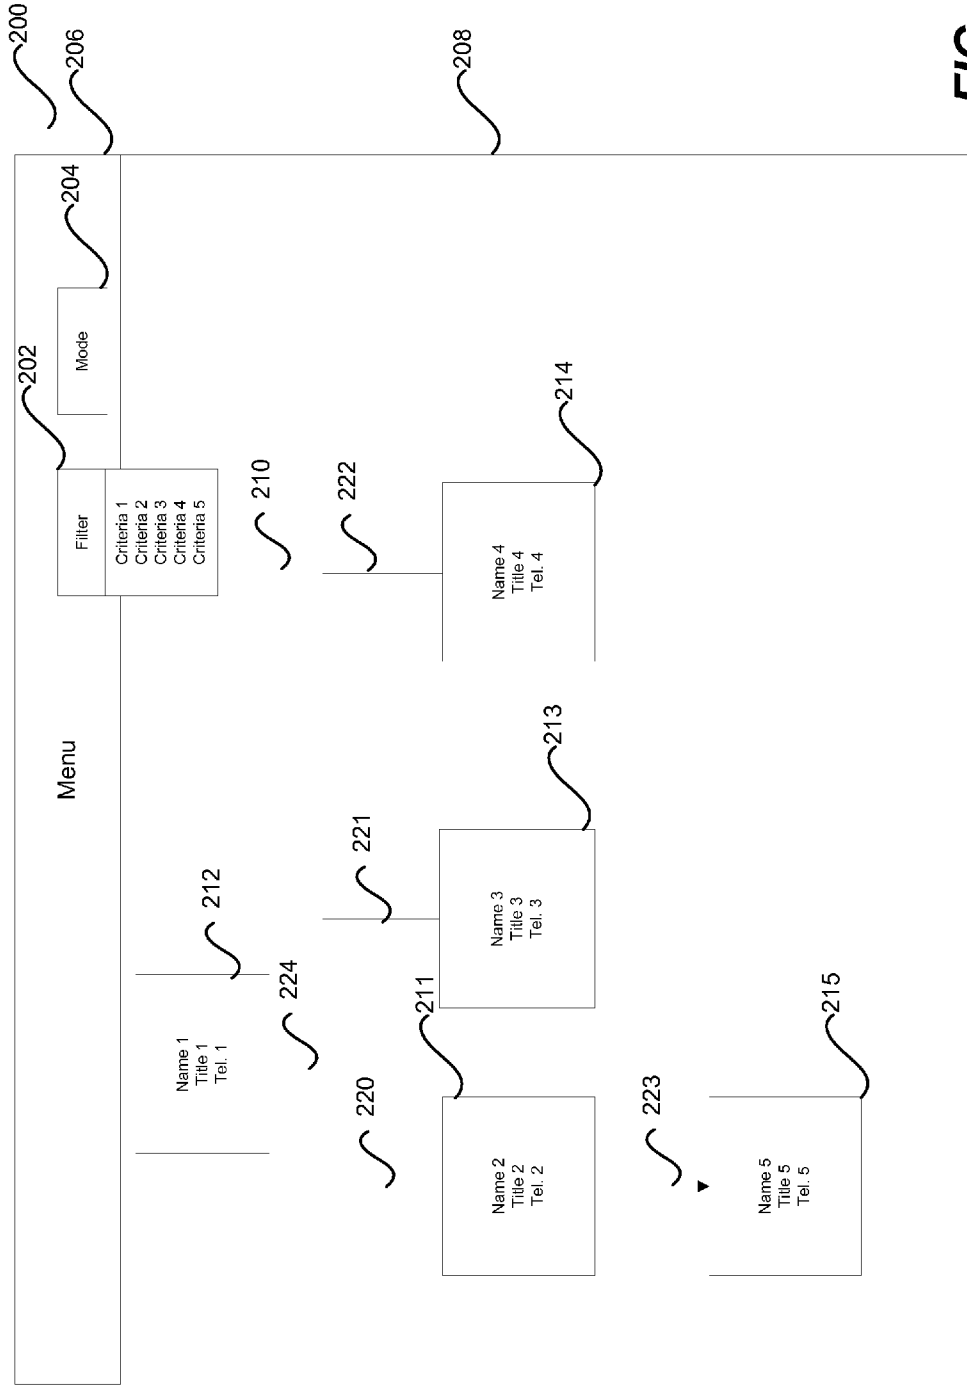 200
206
208
204
202
Menu
Filter
Mode
Criteria 1
Criteria 2
Criteria 3
Criteria 4
Criteria 5
212
Name 1
Title 1
Tel. 1
224
210
220
221
222
211
213
214
Name 2
Title 2
Tel. 2
Name 3
Title 3
Tel. 3
Name 4
Title 4
Tel. 4
223
215
Name 5
Title 5
Tel. 5
FIG